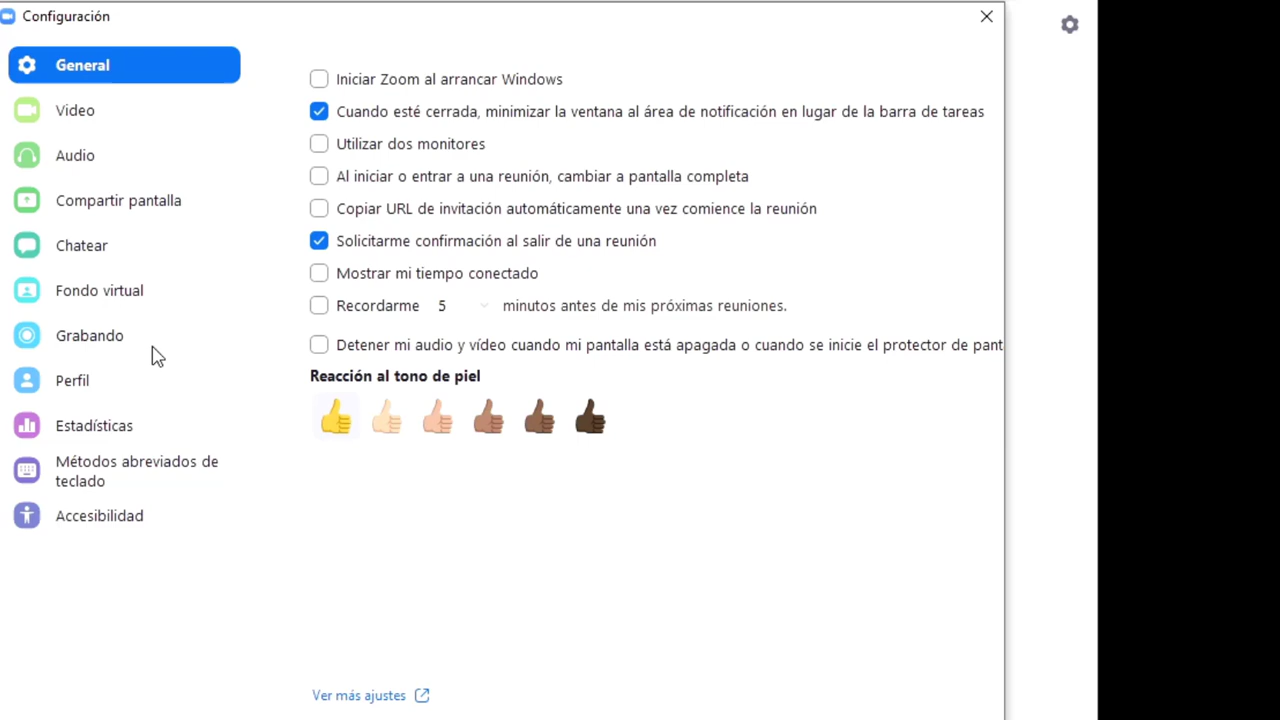 Configuración
General
Video
Audio
Compartir pantalla
Chatear
Fondo virtual
Grabando
Perfil
Estadísticas
Métodos abreviados de
teclado
Accesibilidad
Iniciar Zoom al arrancar Windows
Cuando esté cerrada, minimizar la ventana al área de notificación en lugar de la barra de tareas
Utilizar dos monitores
Al iniciar o entrar a una reunión, cambiar a pantalla completa
Copiar URL de invitación automáticamente una vez comience la reunión
Solicitarme confirmación al salir de una reunión
Mostrar mi tiempo conectado
Recordarme 5 minutos antes de mis próximas reuniones.
Detener mi audio y vídeo cuando mi pantalla está apagada o cuando se inicie el protector de pant
Reacción al tono de piel
Ver más ajustes